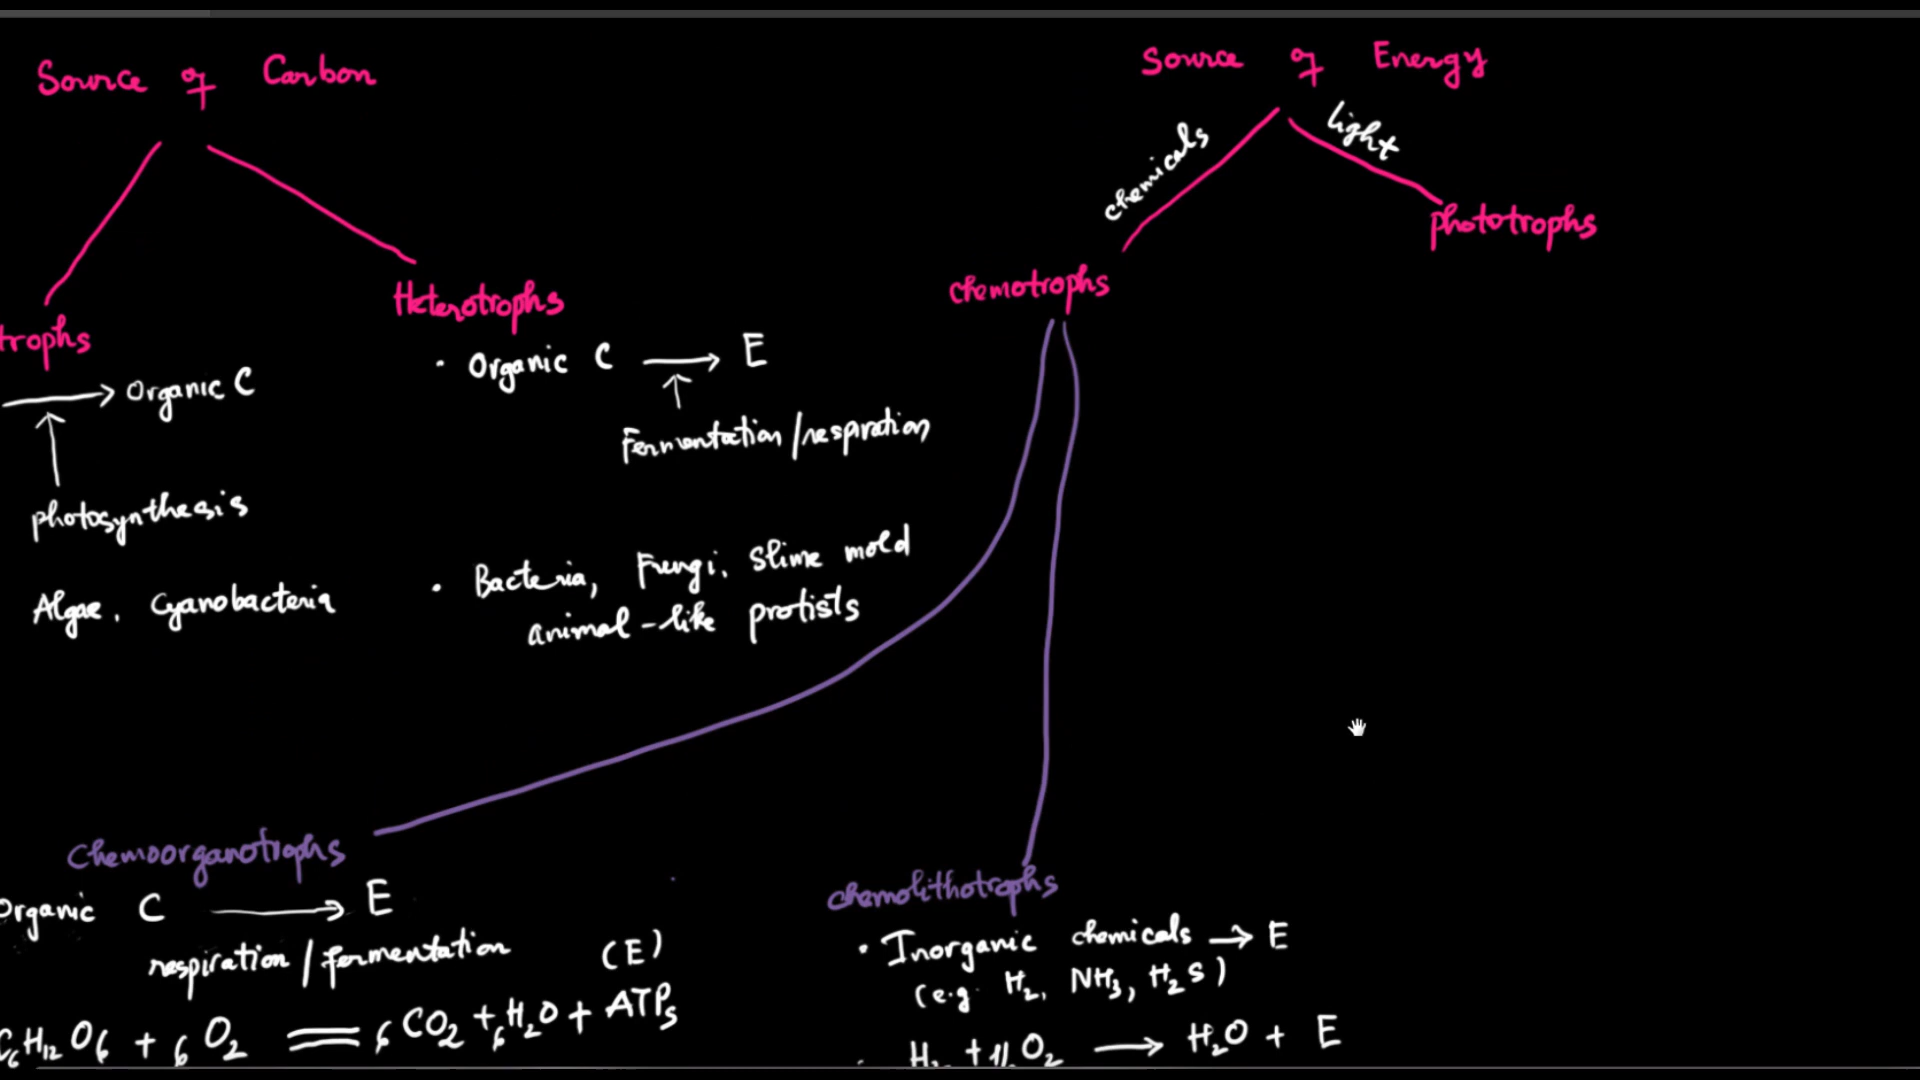 Source of Carbon
Source of Energy
chemicals
light
phototrophs
chemotrophs
Heterotrophs
trophs
• Organic C → E
→ Organic C
Fermentation/respiration
photosynthesis
• Bacteria, Fungi, Slime mold
animal-like protists
Algae, Cyanobacteria
Chemoorganotrophs
Organic C → E
respiration/fermentation (E)
C6H12O6 + 6O2 = 6CO2 + 6H2O + ATPs
chemolithotrophs
• Inorganic chemicals → E
(e.g. H2, NH3, H2S)
O2 → H2O + E